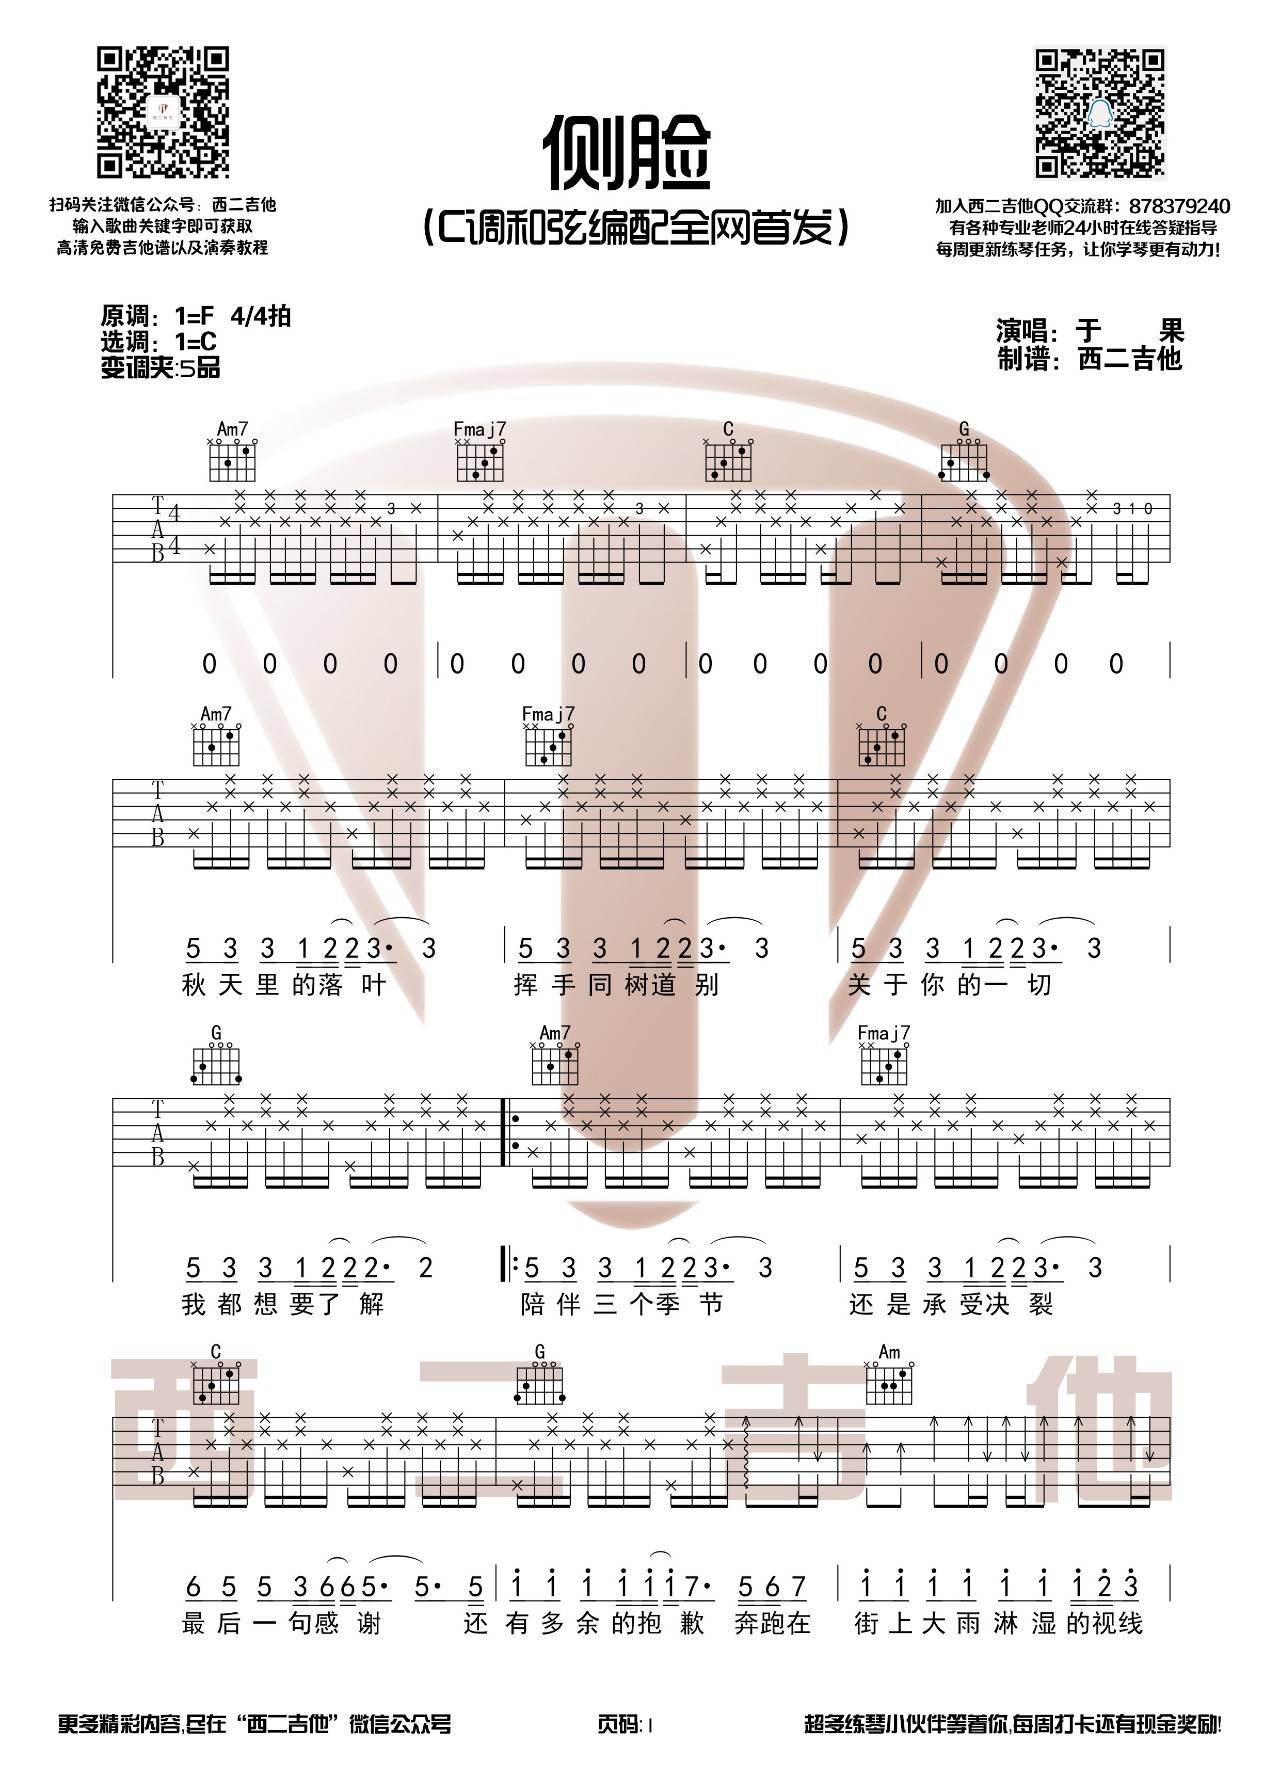 扫码关注微信公众号：西二吉他
输入歌曲关键字即可获取
高清免费吉他谱以及演奏教程
侧脸
（C调和弦编配全网首发）
加入西二吉他QQ交流群：878379240
有各种专业老师24小时在线答疑指导
每周更新练琴任务，让你学琴更有动力！
原调：1=F 4/4拍
选调：1=C
变调夹:5品
演唱：于 果
制谱：西二吉他
Am7 Fmaj7 C G
T A B 4 4 3 3 3 1 0
0 0 0 0 0 0 0 0 0 0 0 0 0 0 0 0
Am7 Fmaj7 C
T A B
5 3 3 1 2 2 3· 3 5 3 3 1 2 2 3· 3 5 3 3 1 2 2 3· 3
秋天里的落叶 挥手同树道别 关于你的一切
G Am7 Fmaj7
T A B
5 3 3 1 2 2 2· 2 5 3 3 1 2 2 3· 3 5 3 3 1 2 2 3· 3
我都想要了解 陪伴三个季节 还是承受决裂
C G Am
T A B
6 5 5 3 6 6 5· 5· 5 i i i i i i 7· 5 6 7 i i i i i i i 2̇ 3̇
最后一句感谢 还有多余的抱歉 奔跑在街上大雨淋湿的视线
西二吉他
更多精彩内容,尽在“西二吉他”微信公众号
页码:1
超多练琴小伙伴等着你,每周打卡还有现金奖励!